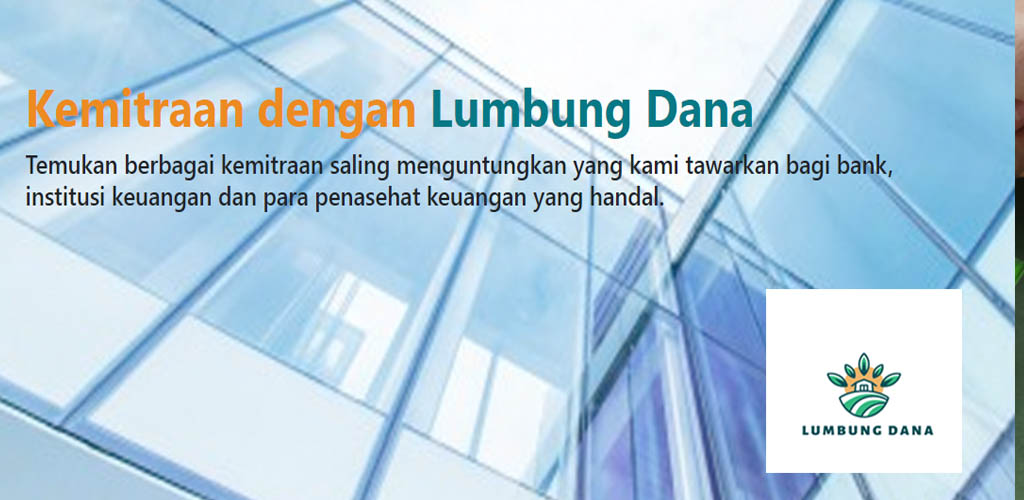 Kemitraan dengan Lumbung Dana
Temukan berbagai kemitraan saling menguntungkan yang kami tawarkan bagi bank,
institusi keuangan dan para penasehat keuangan yang handal.
LUMBUNG DANA